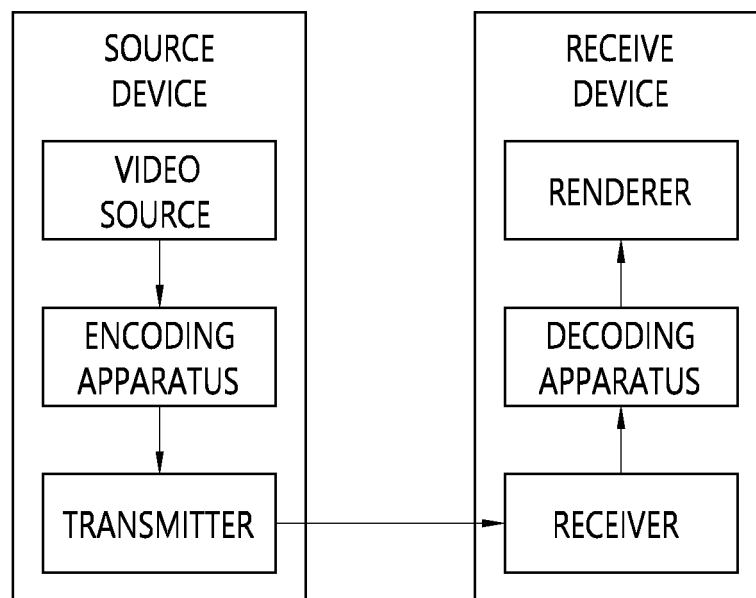 SOURCE
DEVICE
VIDEO
SOURCE
ENCODING
APPARATUS
TRANSMITTER
RECEIVE
DEVICE
RENDERER
DECODING
APPARATUS
RECEIVER